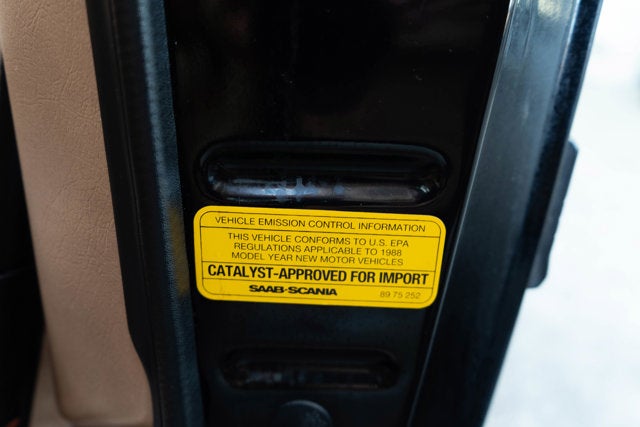 VEHICLE EMISSION CONTROL INFORMATION
THIS VEHICLE CONFORMS TO U.S. EPA
REGULATIONS APPLICABLE TO 1988
MODEL YEAR NEW MOTOR VEHICLES
CATALYST-APPROVED FOR IMPORT
SAAB-SCANIA 89 75 252